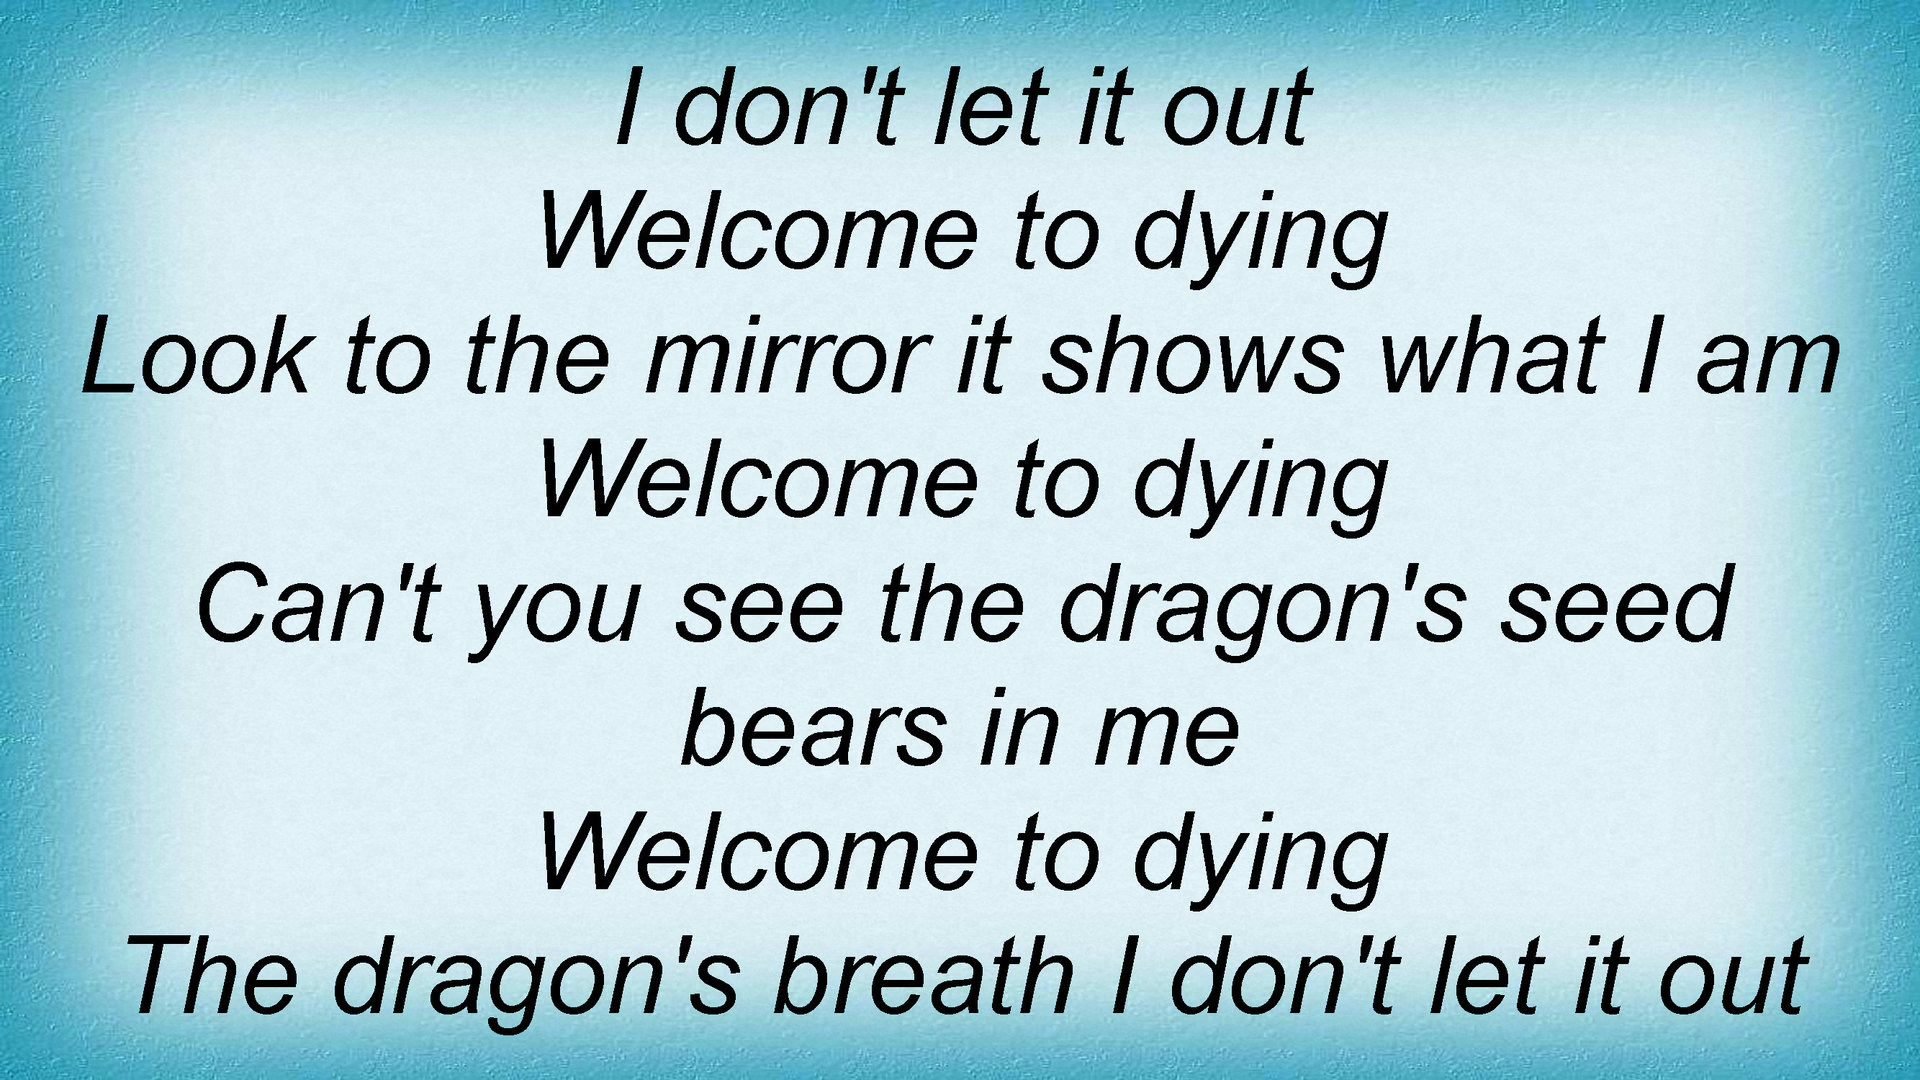 I don't let it out
Welcome to dying
Look to the mirror it shows what I am
Welcome to dying
Can't you see the dragon's seed
bears in me
Welcome to dying
The dragon's breath I don't let it out